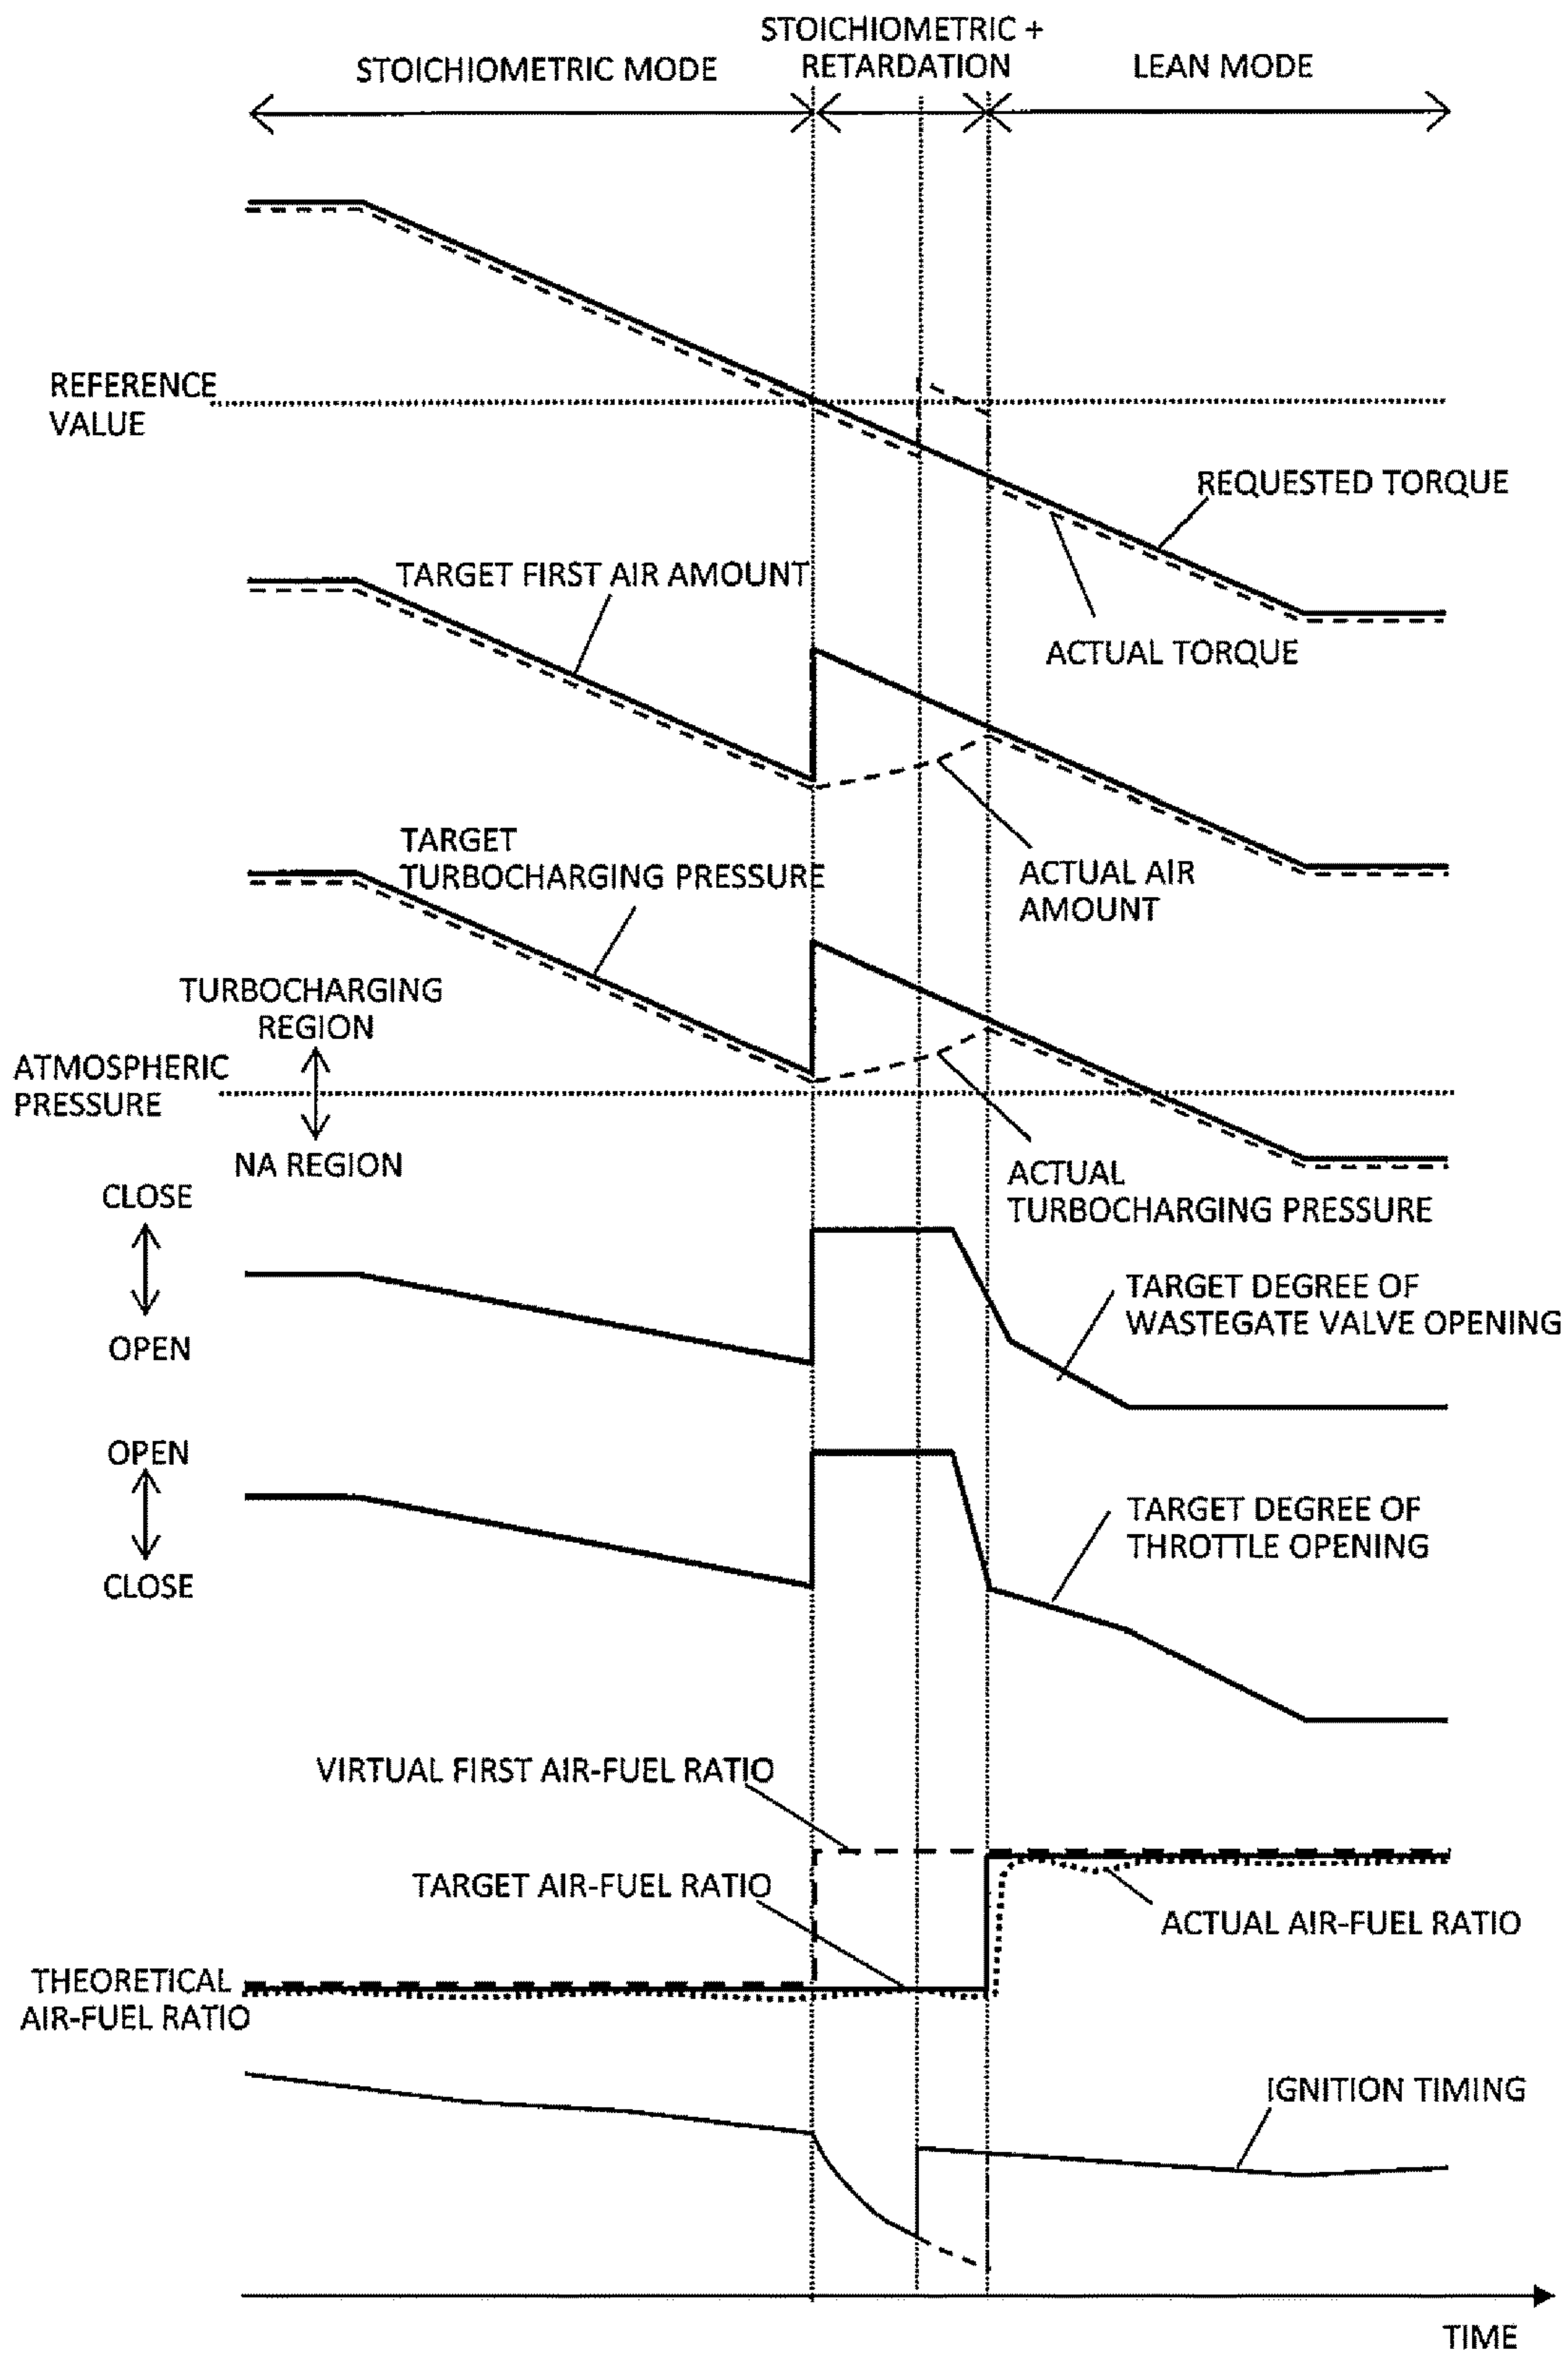 STOICHIOMETRIC MODE
STOICHIOMETRIC +
RETARDATION
LEAN MODE
REFERENCE
VALUE
REQUESTED TORQUE
ACTUAL TORQUE
TARGET FIRST AIR AMOUNT
ACTUAL AIR
AMOUNT
TARGET
TURBOCHARGING PRESSURE
TURBOCHARGING
REGION
ATMOSPHERIC
PRESSURE
NA REGION
ACTUAL
TURBOCHARGING PRESSURE
CLOSE
OPEN
TARGET DEGREE OF
WASTEGATE VALVE OPENING
OPEN
CLOSE
TARGET DEGREE OF
THROTTLE OPENING
VIRTUAL FIRST AIR-FUEL RATIO
TARGET AIR-FUEL RATIO
ACTUAL AIR-FUEL RATIO
THEORETICAL
AIR-FUEL RATIO
IGNITION TIMING
TIME